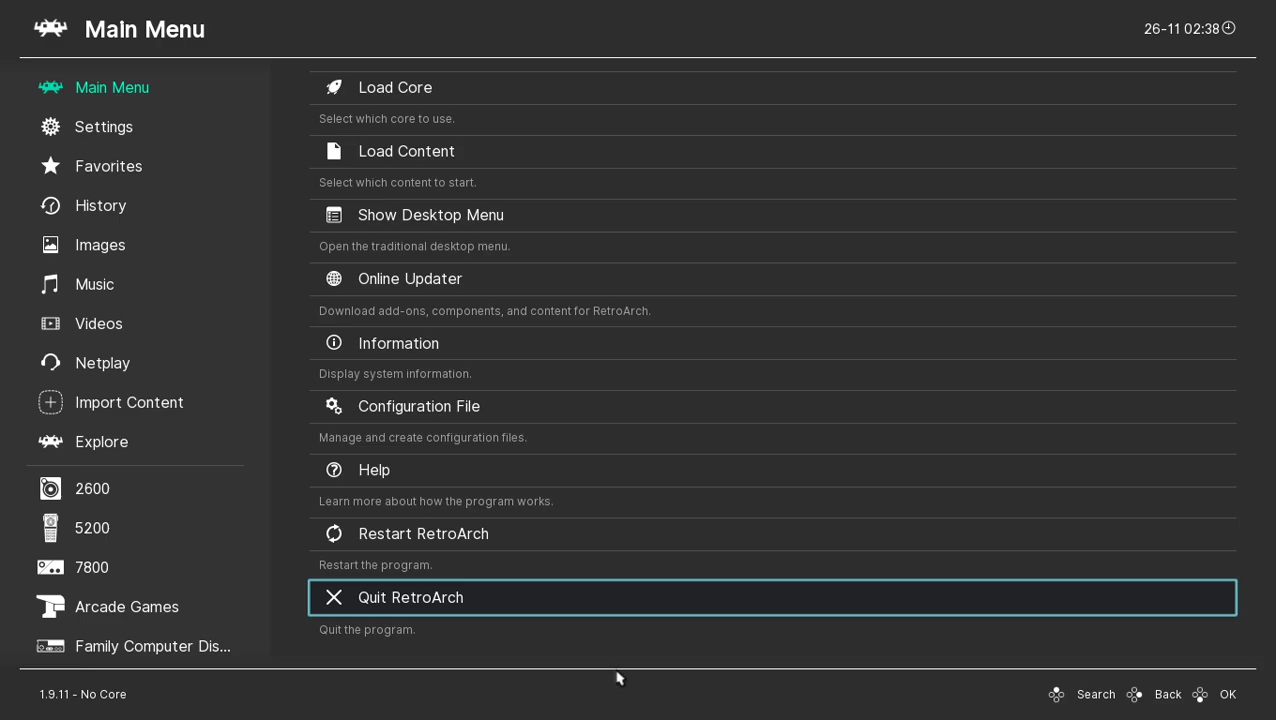 Main Menu
26-11 02:38
Main Menu
Settings
Favorites
History
Images
Music
Videos
Netplay
Import Content
Explore
2600
5200
7800
Arcade Games
Family Computer Dis...
Load Core
Select which core to use.
Load Content
Select which content to start.
Show Desktop Menu
Open the traditional desktop menu.
Online Updater
Download add-ons, components, and content for RetroArch.
Information
Display system information.
Configuration File
Manage and create configuration files.
Help
Learn more about how the program works.
Restart RetroArch
Restart the program.
Quit RetroArch
Quit the program.
1.9.11 - No Core
Search
Back
OK